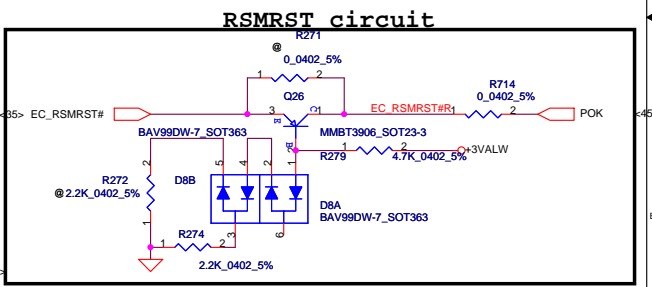 RSMRST circuit
R271
@
0_0402_5%
1 2
Q26
R714
0_0402_5%
<35> EC_RSMRST#
3 E C 1
EC_RSMRST#R
1 2
POK
<45
BAV99DW-7_SOT363
B
MMBT3906_SOT23-3
2
R279
1 2
4.7K_0402_5%
+3VALW
2
5 4 2 1
R272
@ 2.2K_0402_5%
D8B
D8A
BAV99DW-7_SOT363
1
3 6
R274
1 2
2.2K_0402_5%